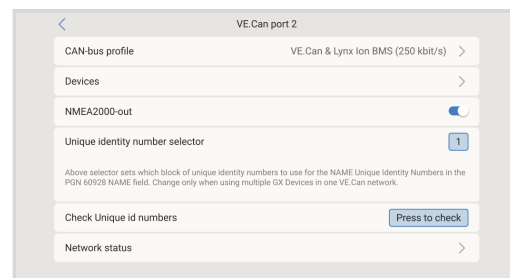 VE.Can port 2
CAN-bus profile VE.Can & Lynx Ion BMS (250 kbit/s)
Devices
NMEA2000-out
Unique identity number selector 1
Above selector sets which block of unique identity numbers to use for the NAME Unique Identity Numbers in the
PGN 60928 NAME field. Change only when using multiple GX Devices in one VE.Can network.
Check Unique id numbers Press to check
Network status